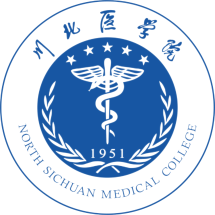 川北医学院
1951
NORTH SICHUAN MEDICAL COLLEGE